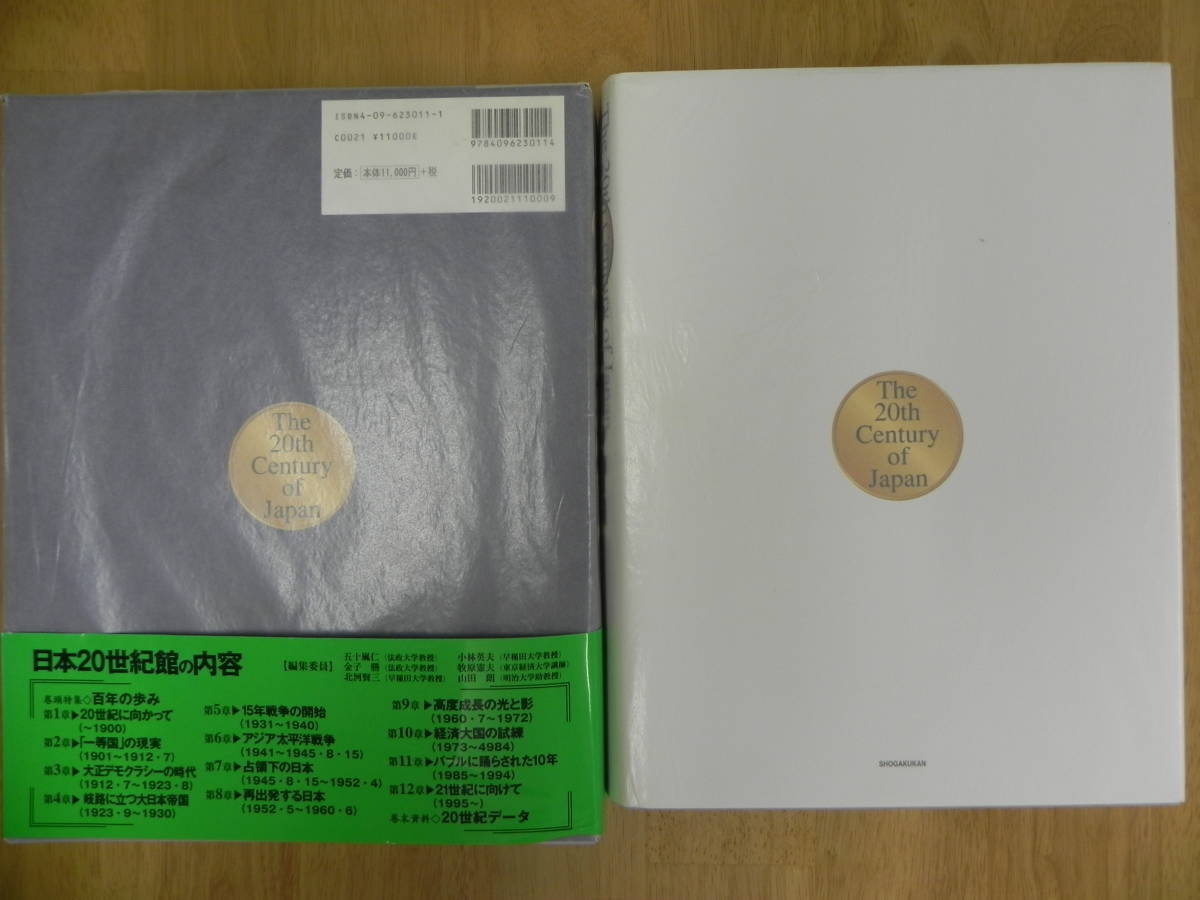 ISBN4-09-623011-1
C0021 ¥11000E
定価：本体11,000円+税
9784096230114
1920021110009
The
20th
Century
of
Japan
日本20世紀館の内容
【編集委員】
五十嵐仁（法政大学教授）
金子 勝（法政大学教授）
北河賢三（早稲田大学教授）
小林英夫（早稲田大学教授）
牧原憲夫（東京経済大学講師）
山田 朗（明治大学助教授）
巻頭特集◇百年の歩み
第1章▶20世紀に向かって
（～1900）
第2章▶「一等国」の現実
（1901～1912・7）
第3章▶大正デモクラシーの時代
（1912・7～1923・8）
第4章▶岐路に立つ大日本帝国
（1923・9～1930）
第5章▶15年戦争の開始
（1931～1940）
第6章▶アジア太平洋戦争
（1941～1945・8・15）
第7章▶占領下の日本
（1945・8・15～1952・4）
第8章▶再出発する日本
（1952・5～1960・6）
第9章▶高度成長の光と影
（1960・7～1972）
第10章▶経済大国の試練
（1973～4984）
第11章▶バブルに踊らされた10年
（1985～1994）
第12章▶21世紀に向けて
（1995～）
巻末資料◇20世紀データ
The 20th Century of Japan
The
20th
Century
of
Japan
SHOGAKUKAN